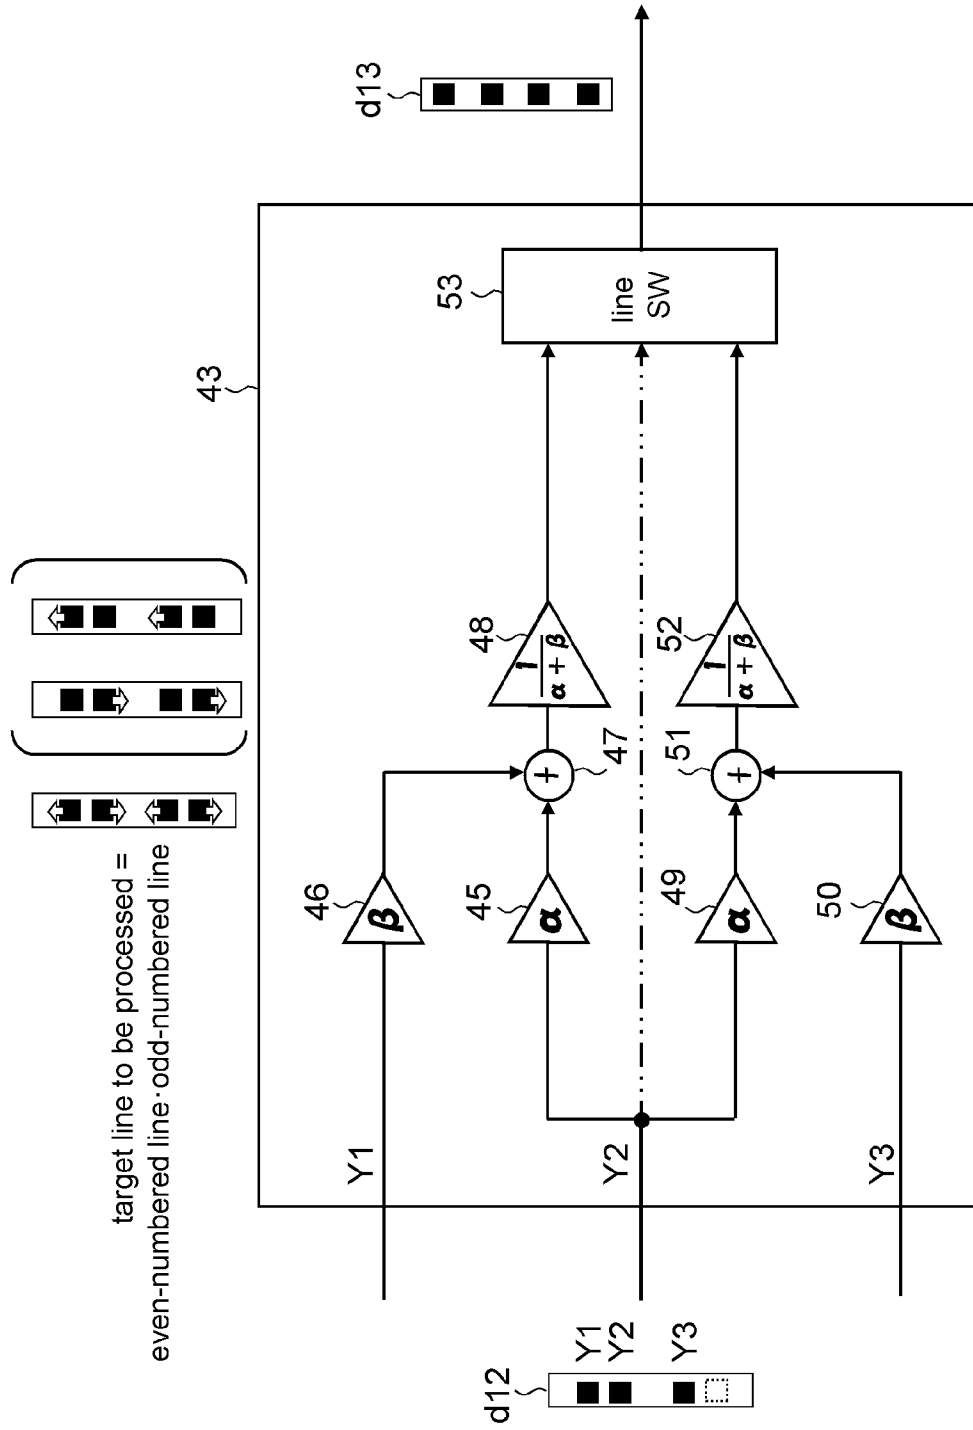 target line to be processed =
even-numbered line·odd-numbered line
43
d12
Y1
Y2
Y3
Y1
Y2
Y3
46
β
45
α
49
α
50
β
+
47
+
51
48
1
α + β
52
1
α + β
53
line
SW
d13